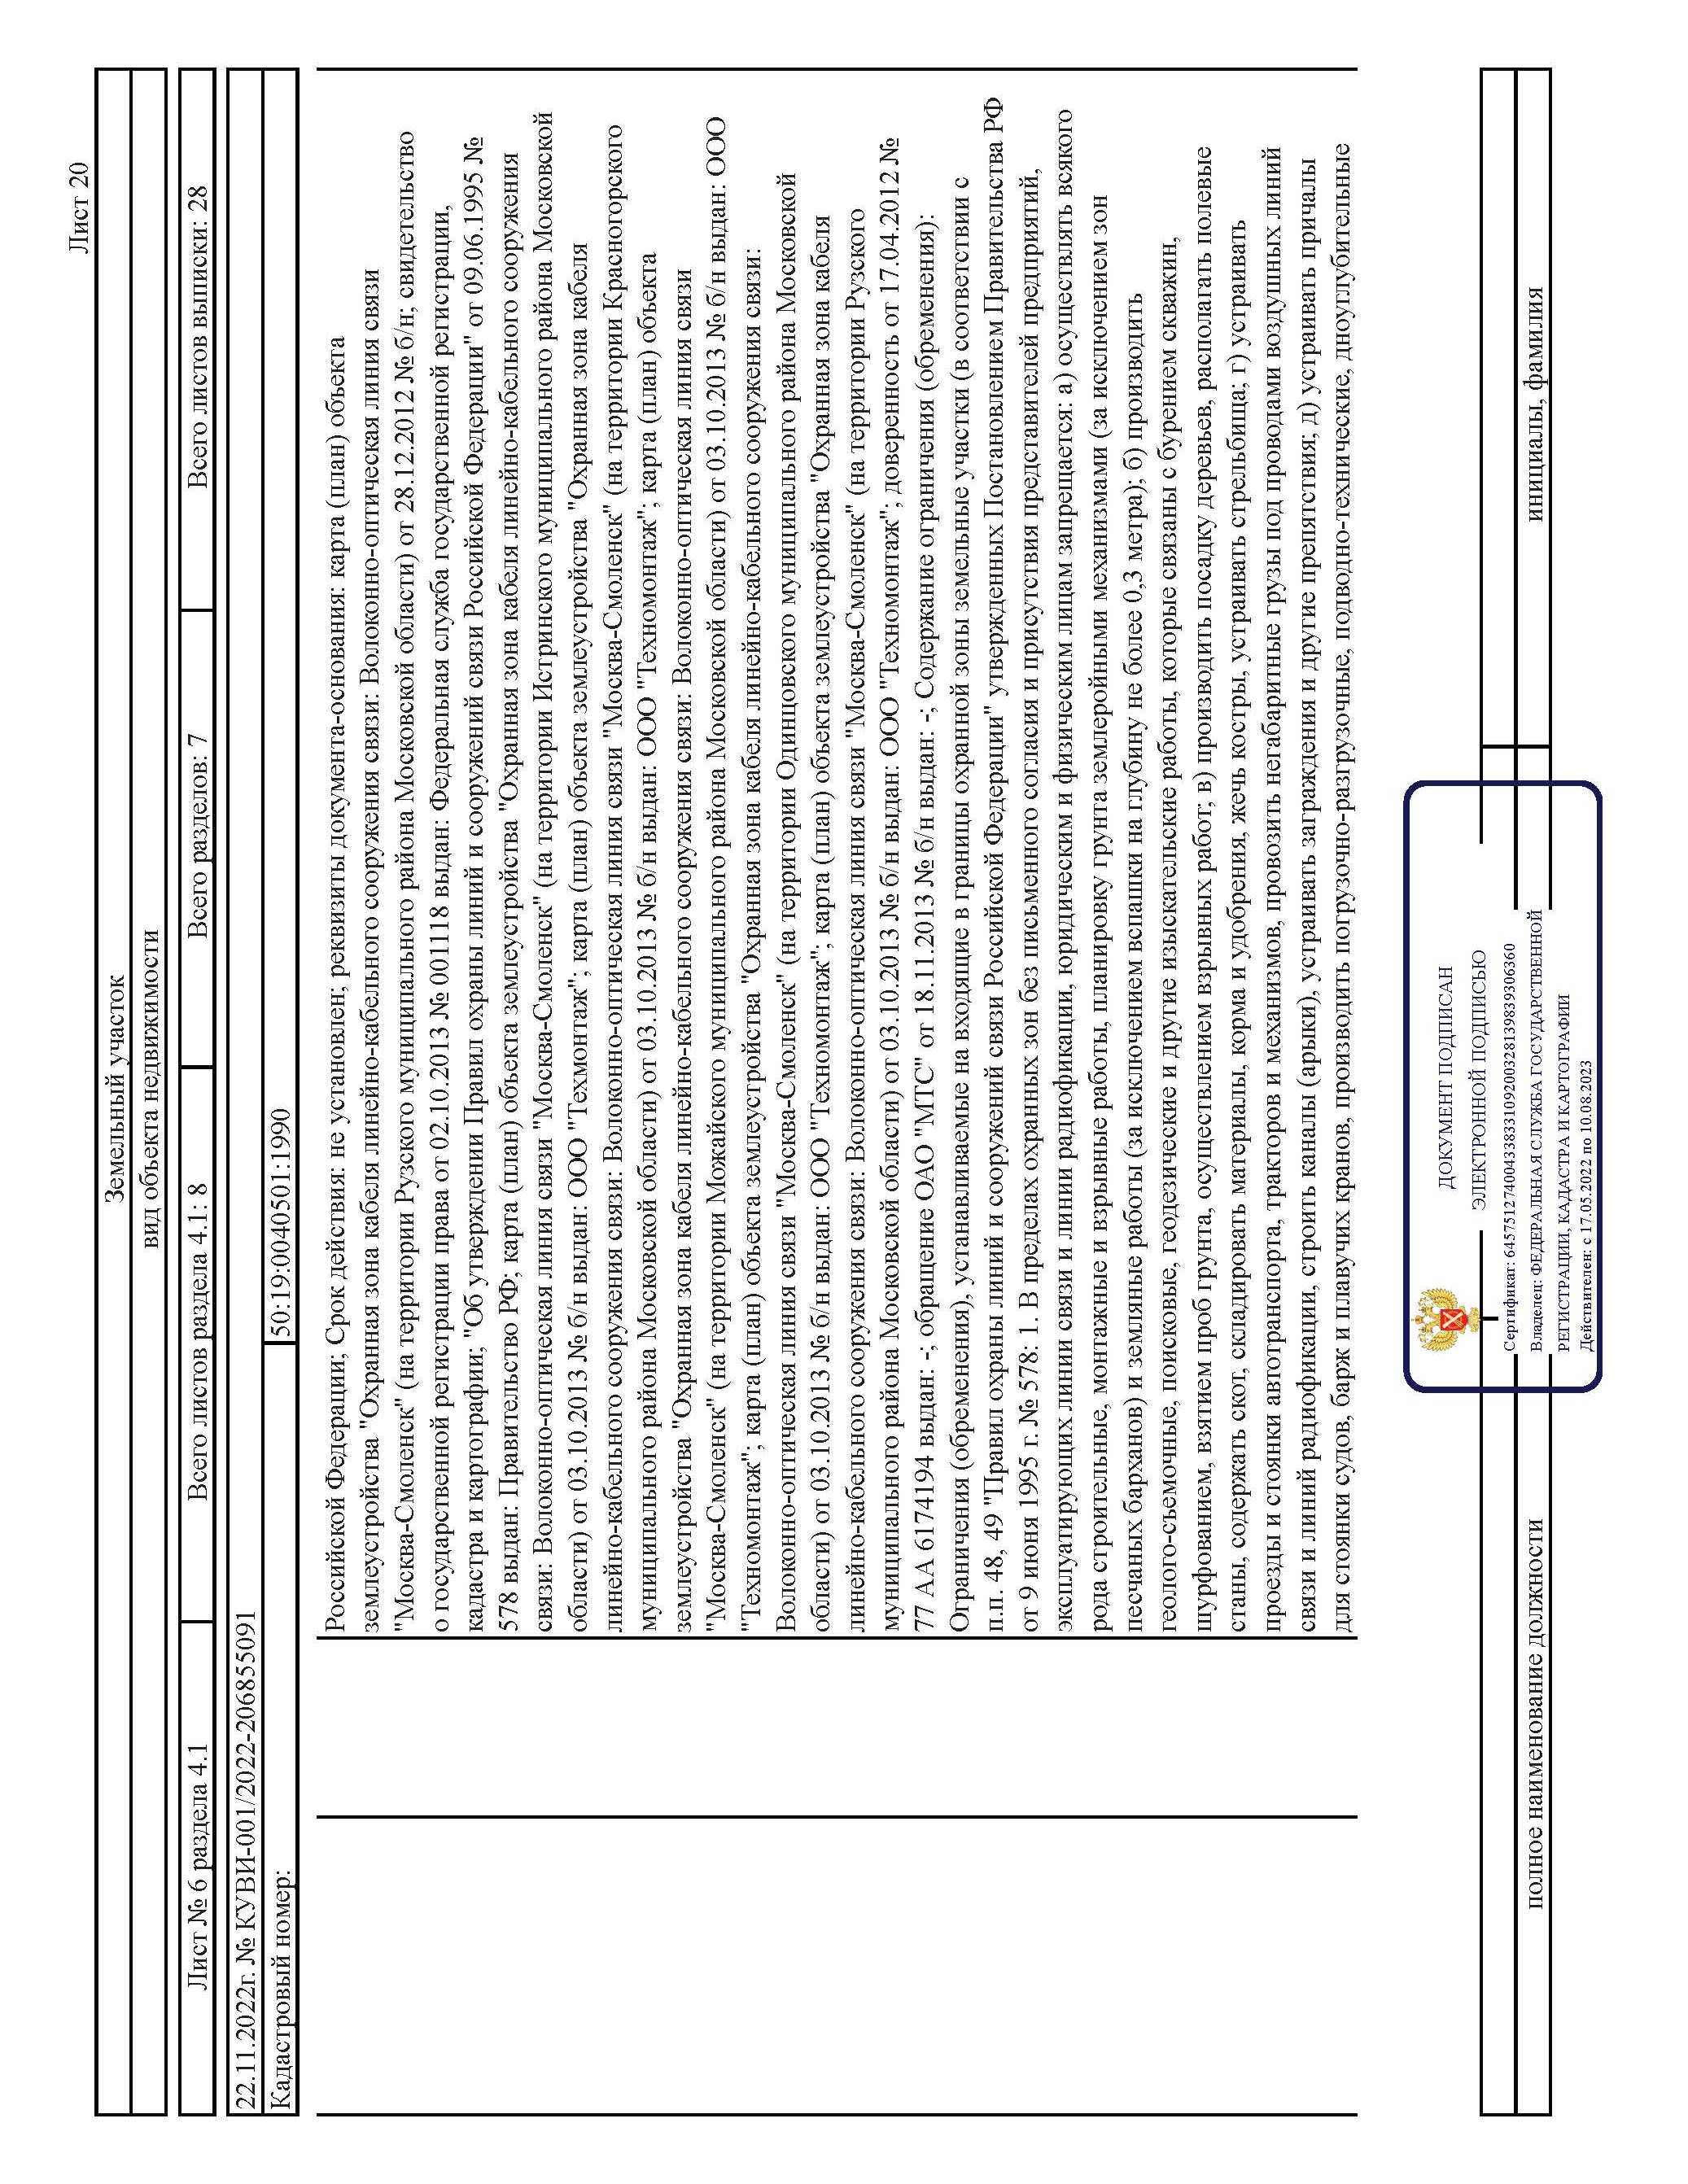 Лист 20
Земельный участок
вид объекта недвижимости
Лист № 6 раздела 4.1 Всего листов раздела 4.1: 8 Всего разделов: 7 Всего листов выписки: 28
22.11.2022г. № КУВИ-001/2022-206855091
Кадастровый номер: 50:19:0040501:1990
Российской Федерации; Срок действия: не установлен; реквизиты документа-основания: карта (план) объекта
землеустройства "Охранная зона кабеля линейно-кабельного сооружения связи: Волоконно-оптическая линия связи
"Москва-Смоленск" (на территории Рузского муниципального района Московской области) от 28.12.2012 № б/н; свидетельство
о государственной регистрации права от 02.10.2013 № 001118 выдан: Федеральная служба государственной регистрации,
кадастра и картографии; "Об утверждении Правил охраны линий и сооружений связи Российской Федерации" от 09.06.1995 №
578 выдан: Правительство РФ; карта (план) объекта землеустройства "Охранная зона кабеля линейно-кабельного сооружения
связи: Волоконно-оптическая линия связи "Москва-Смоленск" (на территории Истринского муниципального района Московской
области) от 03.10.2013 № б/н выдан: ООО "Техмонтаж"; карта (план) объекта землеустройства "Охранная зона кабеля
линейно-кабельного сооружения связи: Волоконно-оптическая линия связи "Москва-Смоленск" (на территории Красногорского
муниципального района Московской области) от 03.10.2013 № б/н выдан: ООО "Техномонтаж"; карта (план) объекта
землеустройства "Охранная зона кабеля линейно-кабельного сооружения связи: Волоконно-оптическая линия связи
"Москва-Смоленск" (на территории Можайского муниципального района Московской области) от 03.10.2013 № б/н выдан: ООО
"Техномонтаж"; карта (план) объекта землеустройства "Охранная зона кабеля линейно-кабельного сооружения связи:
Волоконно-оптическая линия связи "Москва-Смоленск" (на территории Одинцовского муниципального района Московской
области) от 03.10.2013 № б/н выдан: ООО "Техномонтаж"; карта (план) объекта землеустройства "Охранная зона кабеля
линейно-кабельного сооружения связи: Волоконно-оптическая линия связи "Москва-Смоленск" (на территории Рузского
муниципального района Московской области) от 03.10.2013 № б/н выдан: ООО "Техномонтаж"; доверенность от 17.04.2012 №
77 АА 6174194 выдан: -; обращение ОАО "МТС" от 18.11.2013 № б/н выдан: -; Содержание ограничения (обременения):
Ограничения (обременения), устанавливаемые на входящие в границы охранной зоны земельные участки (в соответствии с
п.п. 48, 49 "Правил охраны линий и сооружений связи Российской Федерации" утвержденных Постановлением Правительства РФ
от 9 июня 1995 г. № 578: 1. В пределах охранных зон без письменного согласия и присутствия представителей предприятий,
эксплуатирующих линии связи и линии радиофикации, юридическим и физическим лицам запрещается: а) осуществлять всякого
рода строительные, монтажные и взрывные работы, планировку грунта землеройными механизмами (за исключением зон
песчаных барханов) и земляные работы (за исключением вспашки на глубину не более 0,3 метра); б) производить
геолого-съемочные, поисковые, геодезические и другие изыскательские работы, которые связаны с бурением скважин,
шурфованием, взятием проб грунта, осуществлением взрывных работ; в) производить посадку деревьев, располагать полевые
станы, содержать скот, складировать материалы, корма и удобрения, жечь костры, устраивать стрельбища; г) устраивать
проезды и стоянки автотранспорта, тракторов и механизмов, провозить негабаритные грузы под проводами воздушных линий
связи и линий радиофикации, строить каналы (арыки), устраивать заграждения и другие препятствия; д) устраивать причалы
для стоянки судов, барж и плавучих кранов, производить погрузочно-разгрузочные, подводно-технические, дноуглубительные
ДОКУМЕНТ ПОДПИСАН
ЭЛЕКТРОННОЙ ПОДПИСЬЮ
Сертификат: 64575127400433833109200328139839306360
Владелец: ФЕДЕРАЛЬНАЯ СЛУЖБА ГОСУДАРСТВЕННОЙ
РЕГИСТРАЦИИ, КАДАСТРА И КАРТОГРАФИИ
Действителен: с 17.05.2022 по 10.08.2023
полное наименование должности инициалы, фамилия